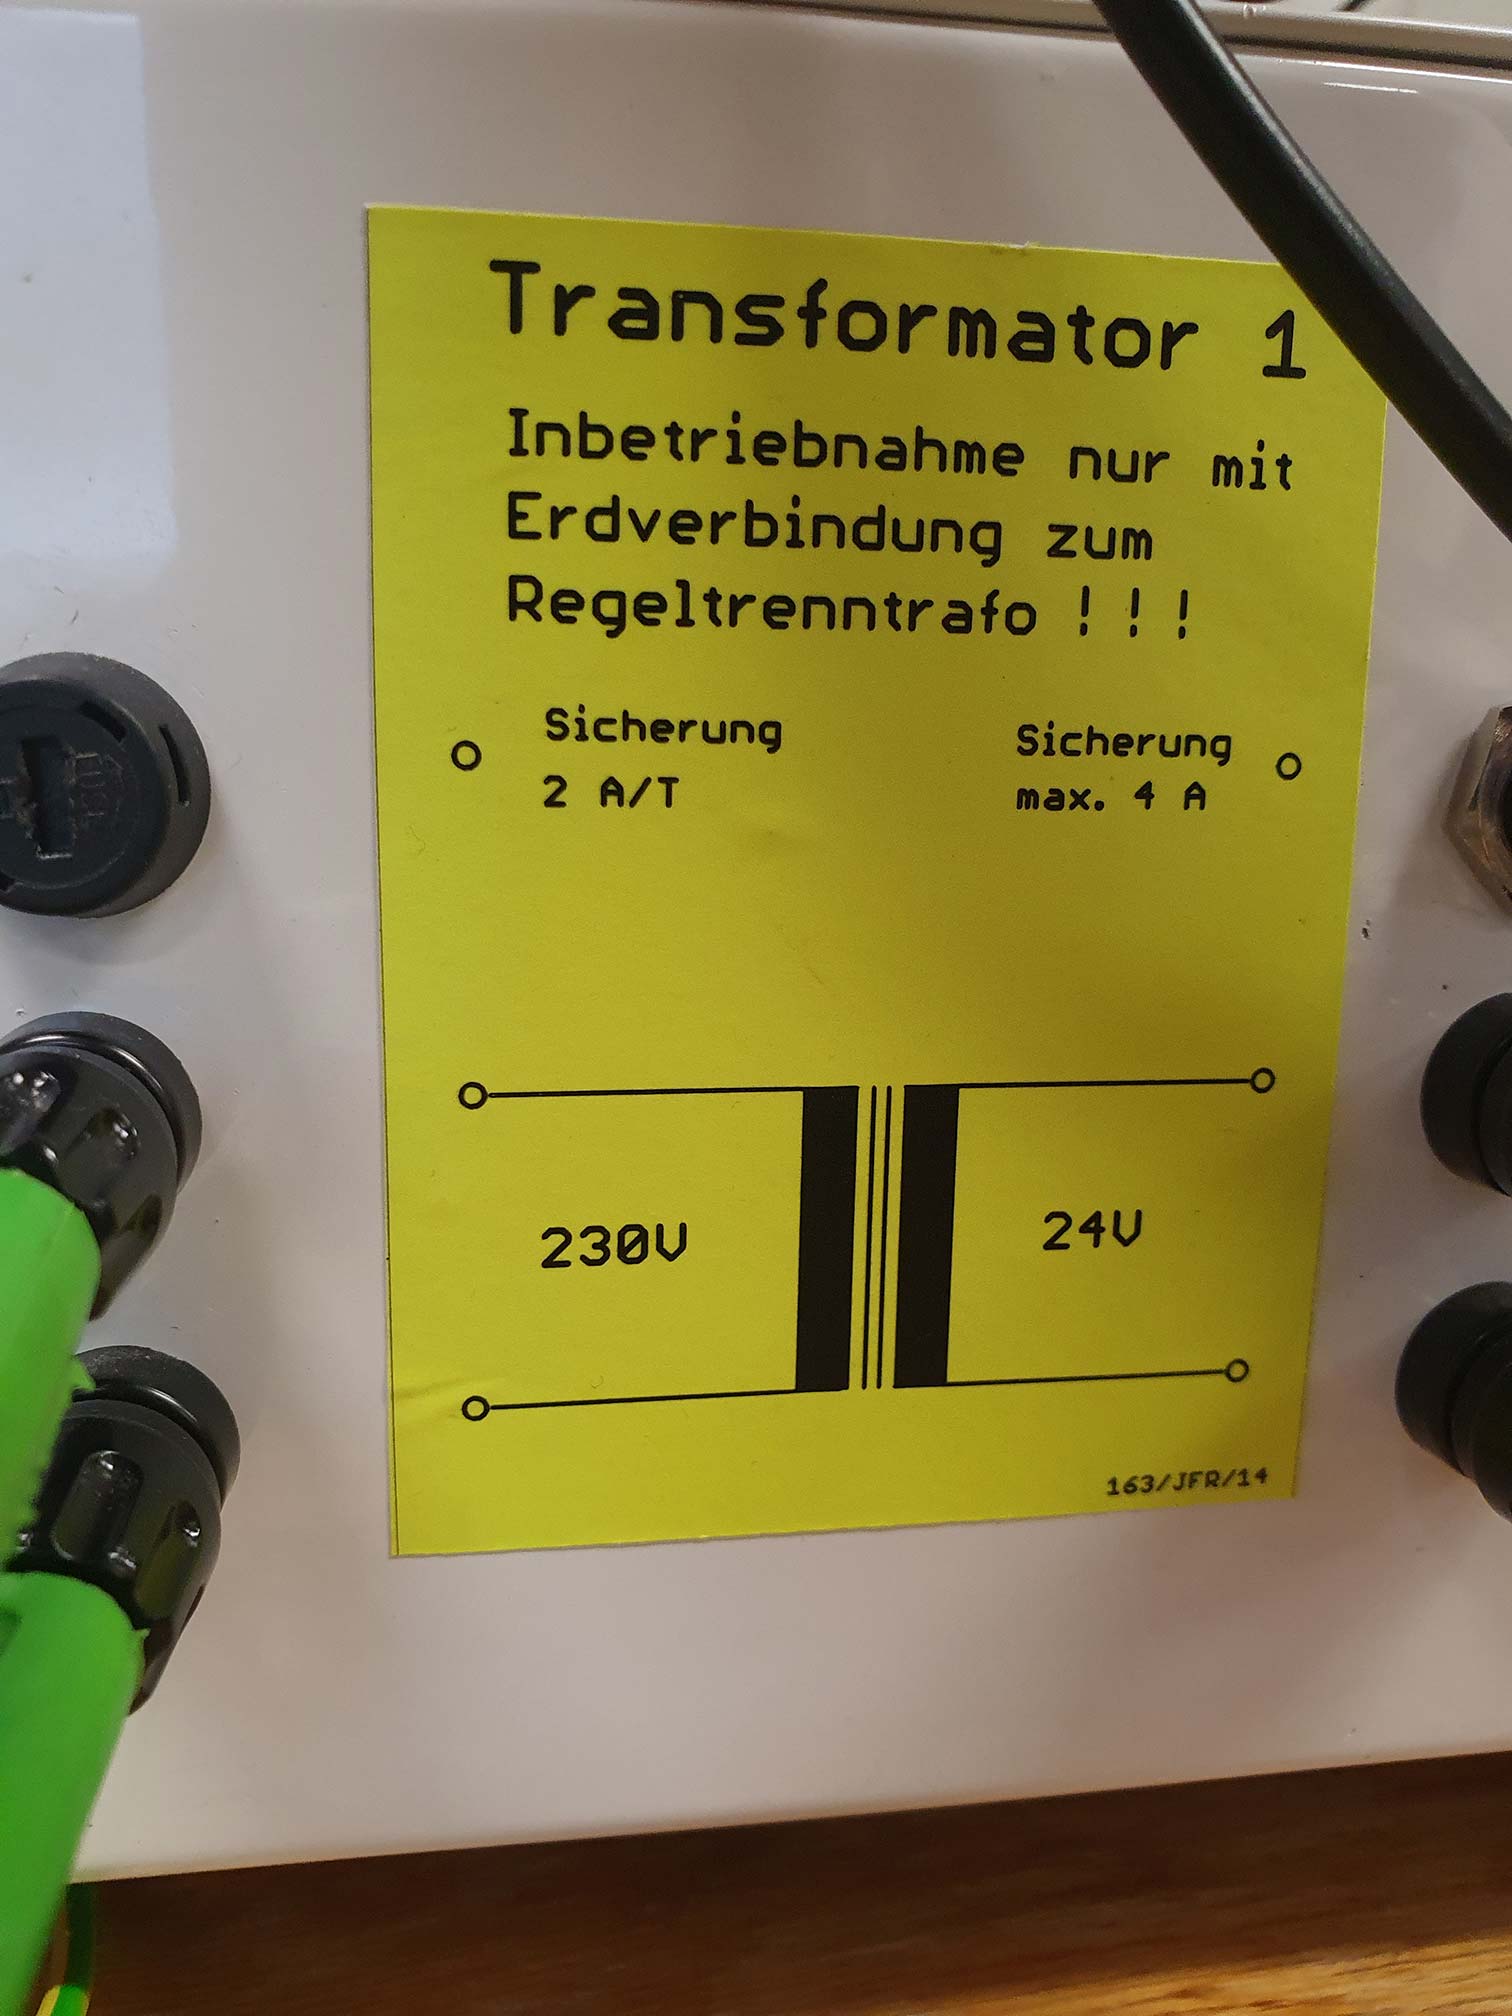 Transformator 1
Inbetriebnahme nur mit
Erdverbindung zum
Regeltrenntrafo !!!
Sicherung
2 A/T
Sicherung
max. 4 A
230V
24V
163/JFR/14